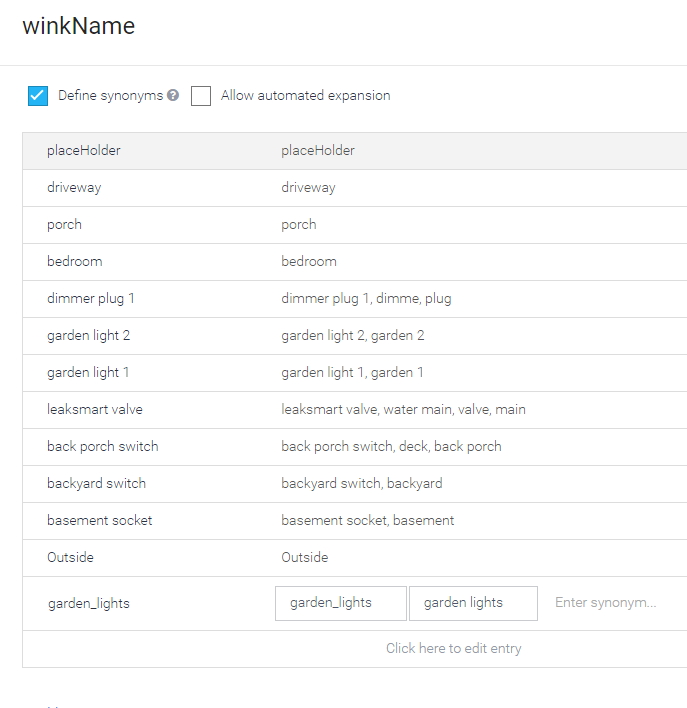 winkName
Define synonyms ? Allow automated expansion
placeHolder placeHolder
driveway driveway
porch porch
bedroom bedroom
dimmer plug 1 dimmer plug 1, dimme, plug
garden light 2 garden light 2, garden 2
garden light 1 garden light 1, garden 1
leaksmart valve leaksmart valve, water main, valve, main
back porch switch back porch switch, deck, back porch
backyard switch backyard switch, backyard
basement socket basement socket, basement
Outside Outside
garden_lights garden_lights garden lights Enter synonym...
Click here to edit entry